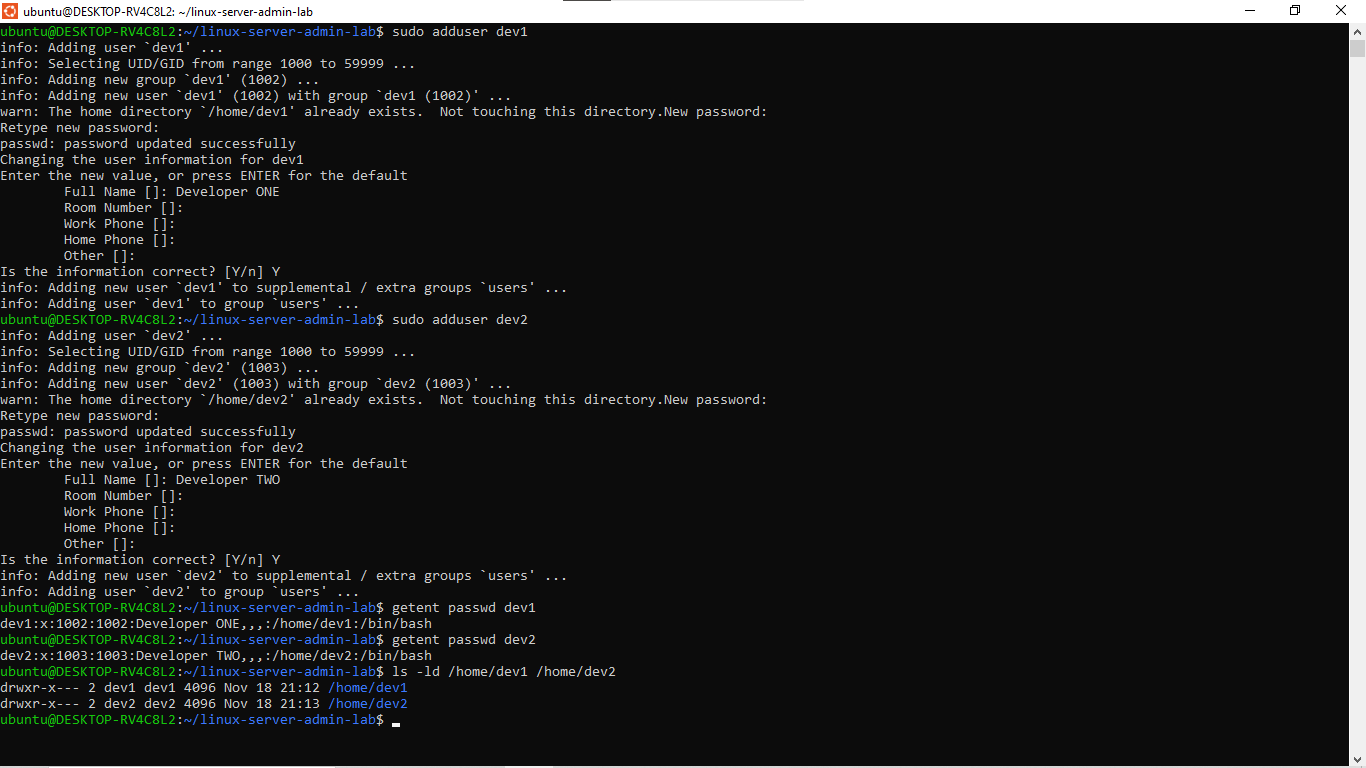 ubuntu@DESKTOP-RV4C8L2: ~/linux-server-admin-lab
ubuntu@DESKTOP-RV4C8L2:~/linux-server-admin-lab$ sudo adduser dev1
info: Adding user `dev1' ...
info: Selecting UID/GID from range 1000 to 59999 ...
info: Adding new group `dev1' (1002) ...
info: Adding new user `dev1' (1002) with group `dev1 (1002)' ...
warn: The home directory `/home/dev1' already exists.  Not touching this directory.New password:
Retype new password:
passwd: password updated successfully
Changing the user information for dev1
Enter the new value, or press ENTER for the default
        Full Name []: Developer ONE
        Room Number []:
        Work Phone []:
        Home Phone []:
        Other []:
Is the information correct? [Y/n] Y
info: Adding new user `dev1' to supplemental / extra groups `users' ...
info: Adding user `dev1' to group `users' ...
ubuntu@DESKTOP-RV4C8L2:~/linux-server-admin-lab$ sudo adduser dev2
info: Adding user `dev2' ...
info: Selecting UID/GID from range 1000 to 59999 ...
info: Adding new group `dev2' (1003) ...
info: Adding new user `dev2' (1003) with group `dev2 (1003)' ...
warn: The home directory `/home/dev2' already exists.  Not touching this directory.New password:
Retype new password:
passwd: password updated successfully
Changing the user information for dev2
Enter the new value, or press ENTER for the default
        Full Name []: Developer TWO
        Room Number []:
        Work Phone []:
        Home Phone []:
        Other []:
Is the information correct? [Y/n] Y
info: Adding new user `dev2' to supplemental / extra groups `users' ...
info: Adding user `dev2' to group `users' ...
ubuntu@DESKTOP-RV4C8L2:~/linux-server-admin-lab$ getent passwd dev1
dev1:x:1002:1002:Developer ONE,,,:/home/dev1:/bin/bash
ubuntu@DESKTOP-RV4C8L2:~/linux-server-admin-lab$ getent passwd dev2
dev2:x:1003:1003:Developer TWO,,,:/home/dev2:/bin/bash
ubuntu@DESKTOP-RV4C8L2:~/linux-server-admin-lab$ ls -ld /home/dev1 /home/dev2
drwxr-x--- 2 dev1 dev1 4096 Nov 18 21:12 /home/dev1
drwxr-x--- 2 dev2 dev2 4096 Nov 18 21:13 /home/dev2
ubuntu@DESKTOP-RV4C8L2:~/linux-server-admin-lab$